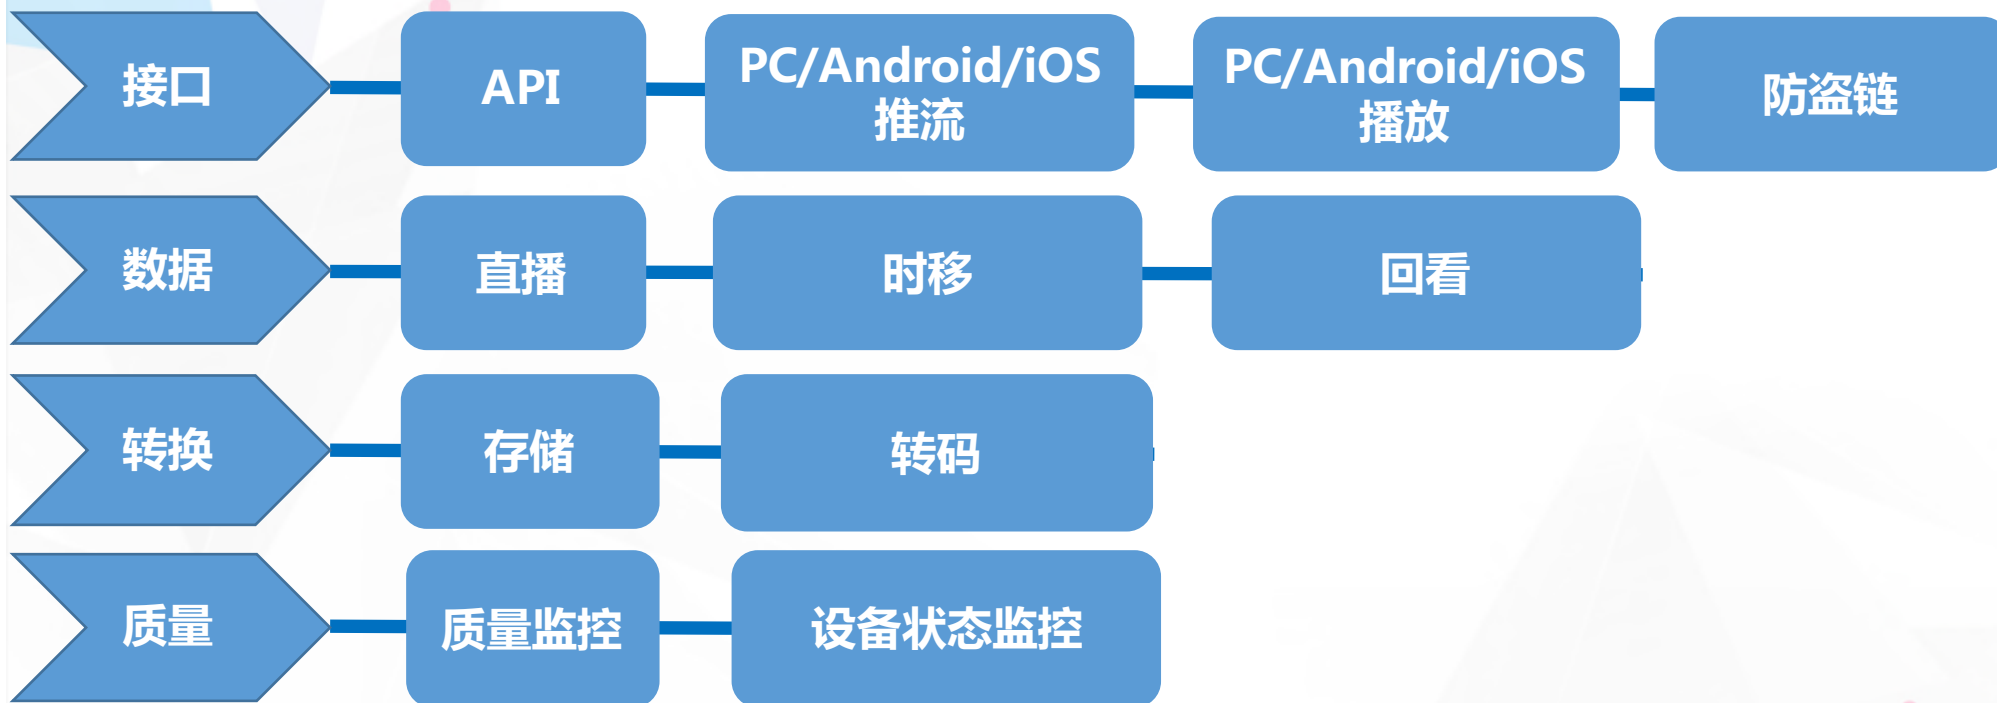 接口
API
PC/Android/iOS
推流
PC/Android/iOS
播放
防盗链
数据
直播
时移
回看
转换
存储
转码
质量
质量监控
设备状态监控